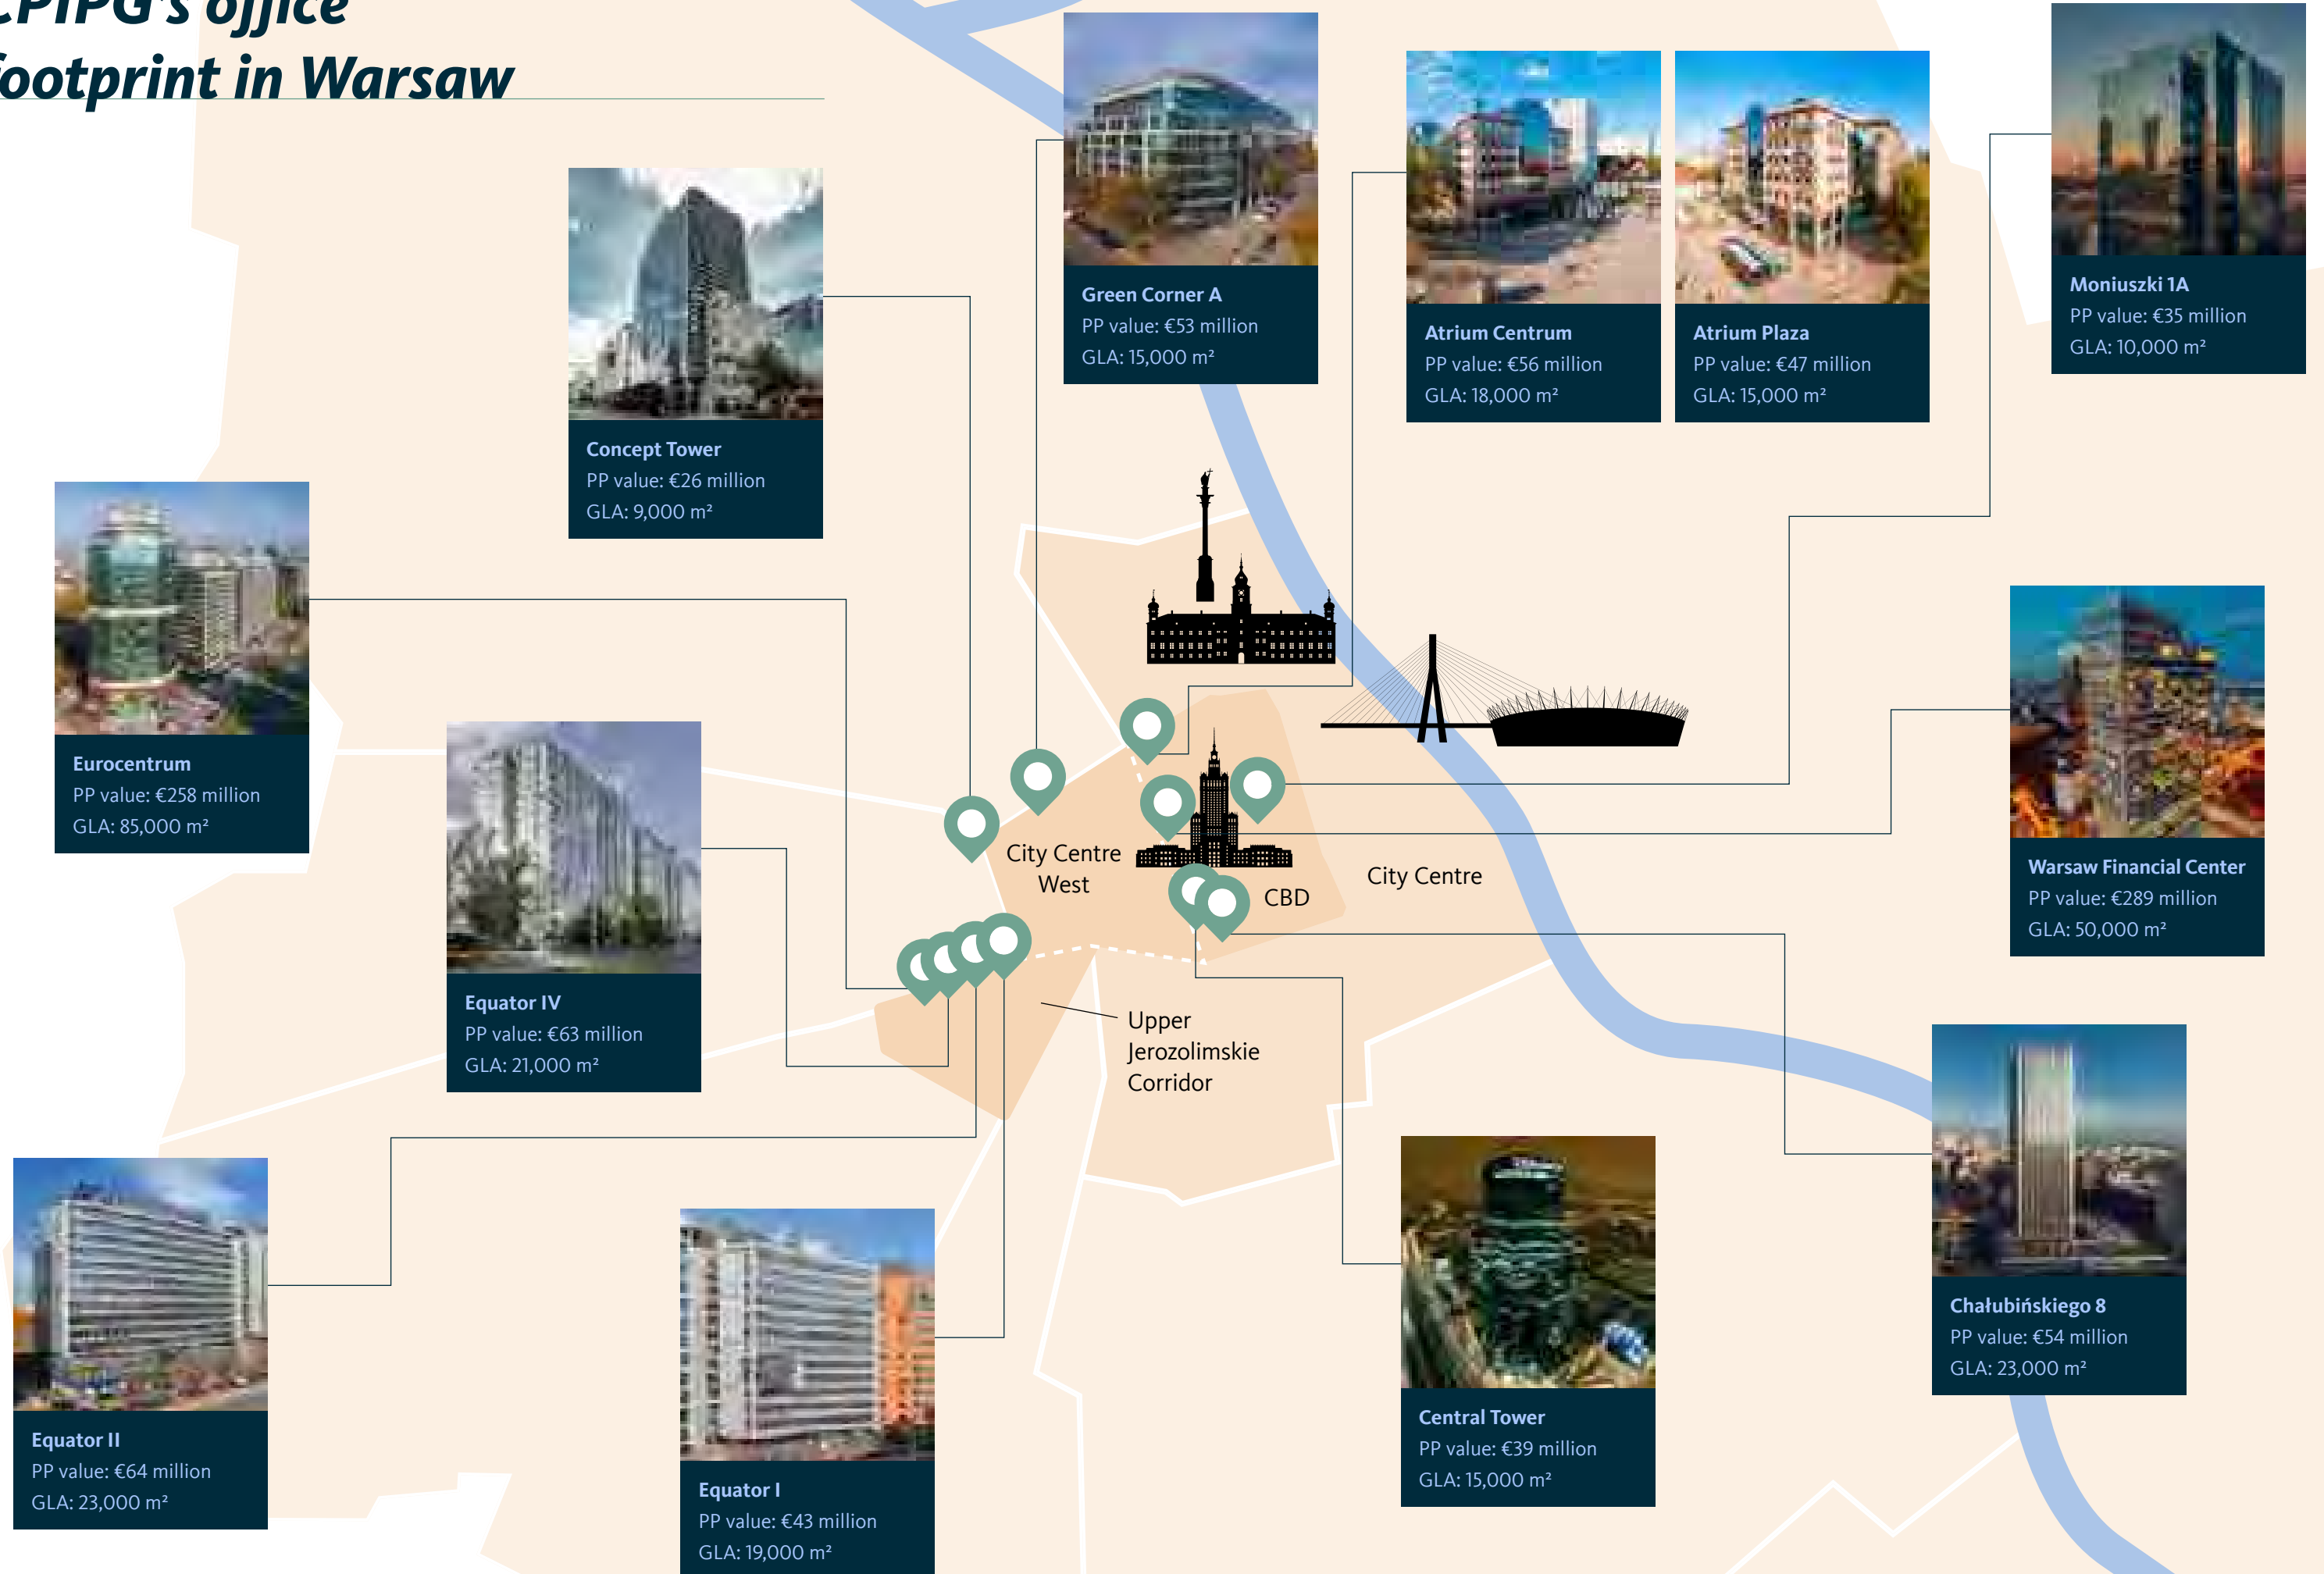 CPIPG's office
footprint in Warsaw
Green Corner A
PP value: €53 million
GLA: 15,000 m²
Atrium Centrum
PP value: €56 million
GLA: 18,000 m²
Atrium Plaza
PP value: €47 million
GLA: 15,000 m²
Moniuszki 1A
PP value: €35 million
GLA: 10,000 m²
Concept Tower
PP value: €26 million
GLA: 9,000 m²
Eurocentrum
PP value: €258 million
GLA: 85,000 m²
Warsaw Financial Center
PP value: €289 million
GLA: 50,000 m²
City Centre
West
City Centre
CBD
Equator IV
PP value: €63 million
GLA: 21,000 m²
Upper
Jerozolimskie
Corridor
Chałubińskiego 8
PP value: €54 million
GLA: 23,000 m²
Central Tower
PP value: €39 million
GLA: 15,000 m²
Equator II
PP value: €64 million
GLA: 23,000 m²
Equator I
PP value: €43 million
GLA: 19,000 m²